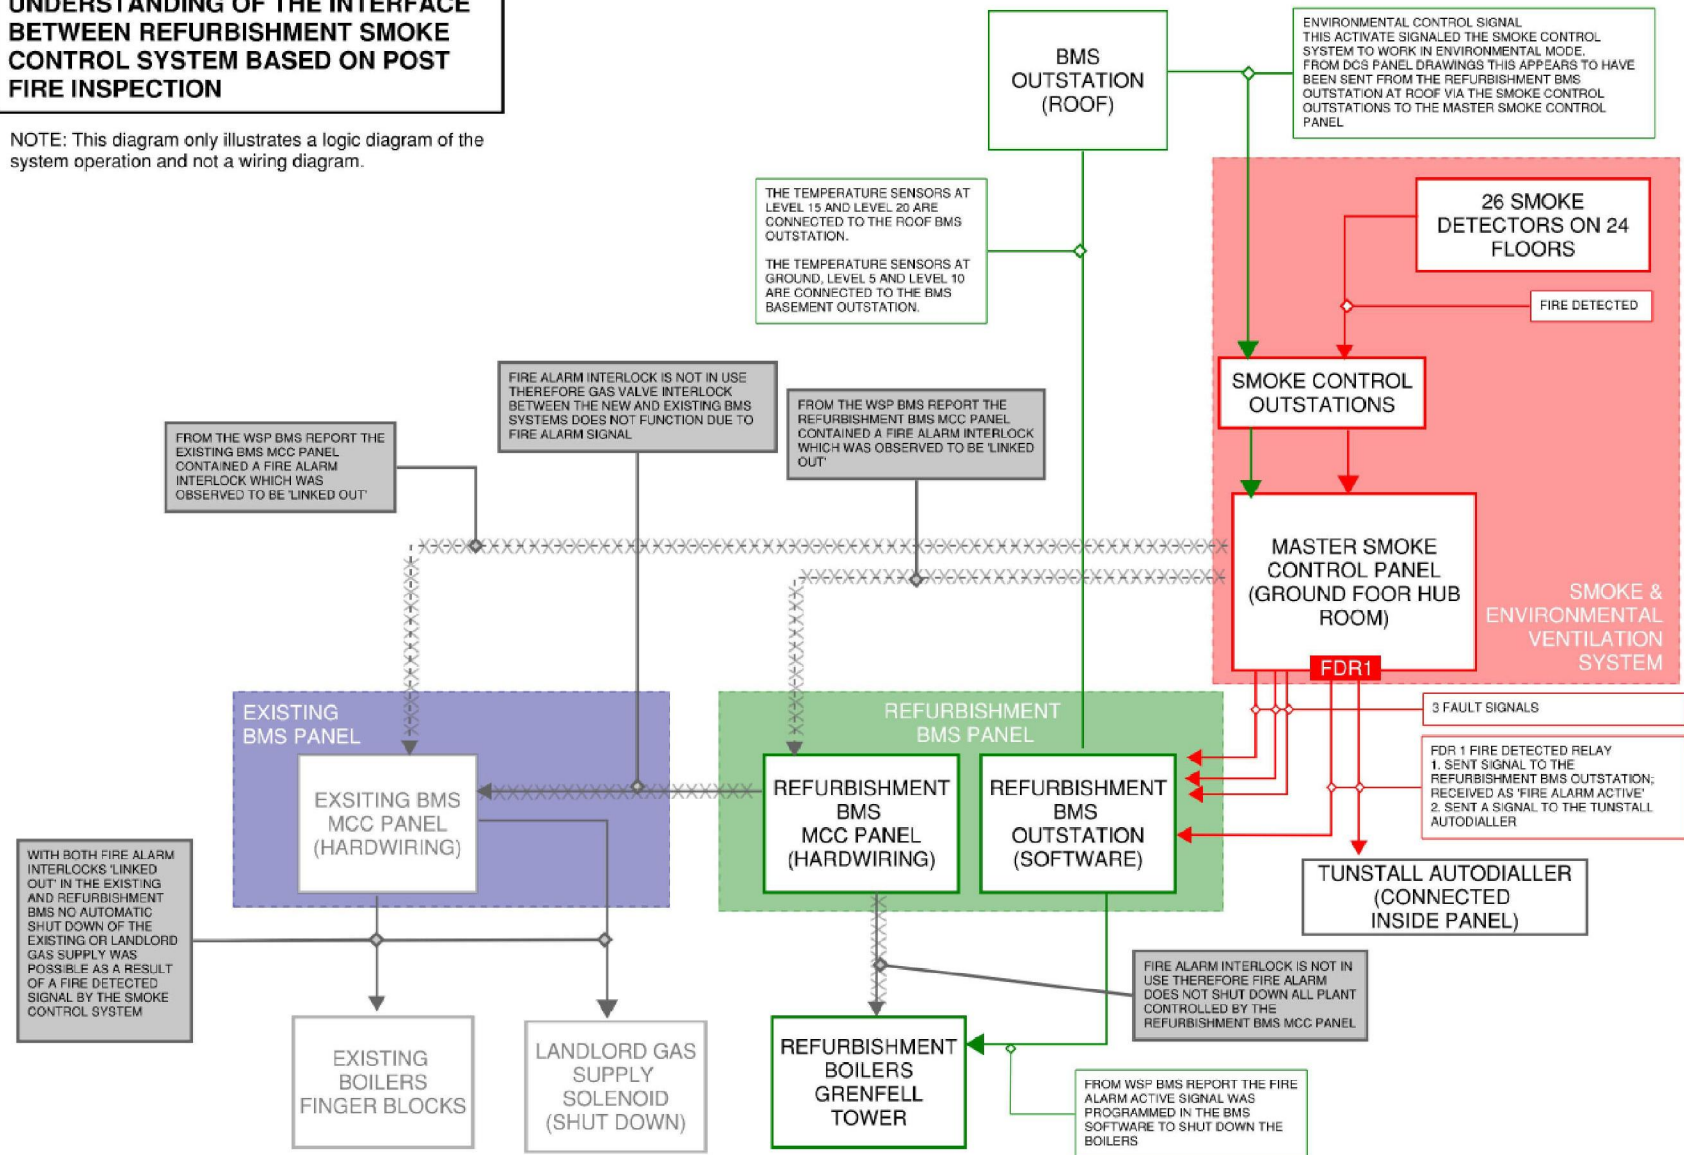 UNDERSTANDING OF THE INTERFACE
BETWEEN REFURBISHMENT SMOKE
CONTROL SYSTEM BASED ON POST
FIRE INSPECTION
NOTE: This diagram only illustrates a logic diagram of the
system operation and not a wiring diagram.
BMS
OUTSTATION
(ROOF)
ENVIRONMENTAL CONTROL SIGNAL
THIS ACTIVATE SIGNALED THE SMOKE CONTROL
SYSTEM TO WORK IN ENVIRONMENTAL MODE.
FROM DCS PANEL DRAWINGS THIS APPEARS TO HAVE
BEEN SENT FROM THE REFURBISHMENT BMS
OUTSTATION AT ROOF VIA THE SMOKE CONTROL
OUTSTATIONS TO THE MASTER SMOKE CONTROL
PANEL
THE TEMPERATURE SENSORS AT
LEVEL 15 AND LEVEL 20 ARE
CONNECTED TO THE ROOF BMS
OUTSTATION.
THE TEMPERATURE SENSORS AT
GROUND, LEVEL 5 AND LEVEL 10
ARE CONNECTED TO THE BMS
BASEMENT OUTSTATION.
26 SMOKE
DETECTORS ON 24
FLOORS
FIRE DETECTED
SMOKE CONTROL
OUTSTATIONS
FIRE ALARM INTERLOCK IS NOT IN USE
THEREFORE GAS VALVE INTERLOCK
BETWEEN THE NEW AND EXISTING BMS
SYSTEMS DOES NOT FUNCTION DUE TO
FIRE ALARM SIGNAL
FROM THE WSP BMS REPORT THE
REFURBISHMENT BMS MCC PANEL
CONTAINED A FIRE ALARM INTERLOCK
WHICH WAS OBSERVED TO BE 'LINKED
OUT'
FROM THE WSP BMS REPORT THE
EXISTING BMS MCC PANEL
CONTAINED A FIRE ALARM
INTERLOCK WHICH WAS
OBSERVED TO BE 'LINKED OUT'
MASTER SMOKE
CONTROL PANEL
(GROUND FOOR HUB
ROOM)
SMOKE &
ENVIRONMENTAL
VENTILATION
SYSTEM
FDR1
3 FAULT SIGNALS
EXISTING
BMS PANEL
REFURBISHMENT
BMS PANEL
FDR 1 FIRE DETECTED RELAY
1. SENT SIGNAL TO THE
REFURBISHMENT BMS OUTSTATION;
RECEIVED AS 'FIRE ALARM ACTIVE'
2. SENT A SIGNAL TO THE TUNSTALL
AUTODIALLER
EXSITING BMS
MCC PANEL
(HARDWIRING)
REFURBISHMENT
BMS
MCC PANEL
(HARDWIRING)
REFURBISHMENT
BMS
OUTSTATION
(SOFTWARE)
TUNSTALL AUTODIALLER
(CONNECTED
INSIDE PANEL)
WITH BOTH FIRE ALARM
INTERLOCKS 'LINKED
OUT' IN THE EXISTING
AND REFURBISHMENT
BMS NO AUTOMATIC
SHUT DOWN OF THE
EXISTING OR LANDLORD
GAS SUPPLY WAS
POSSIBLE AS A RESULT
OF A FIRE DETECTED
SIGNAL BY THE SMOKE
CONTROL SYSTEM
FIRE ALARM INTERLOCK IS NOT IN
USE THEREFORE FIRE ALARM
DOES NOT SHUT DOWN ALL PLANT
CONTROLLED BY THE
REFURBISHMENT BMS MCC PANEL
EXISTING
BOILERS
FINGER BLOCKS
LANDLORD GAS
SUPPLY
SOLENOID
(SHUT DOWN)
REFURBISHMENT
BOILERS
GRENFELL
TOWER
FROM WSP BMS REPORT THE FIRE
ALARM ACTIVE SIGNAL WAS
PROGRAMMED IN THE BMS
SOFTWARE TO SHUT DOWN THE
BOILERS